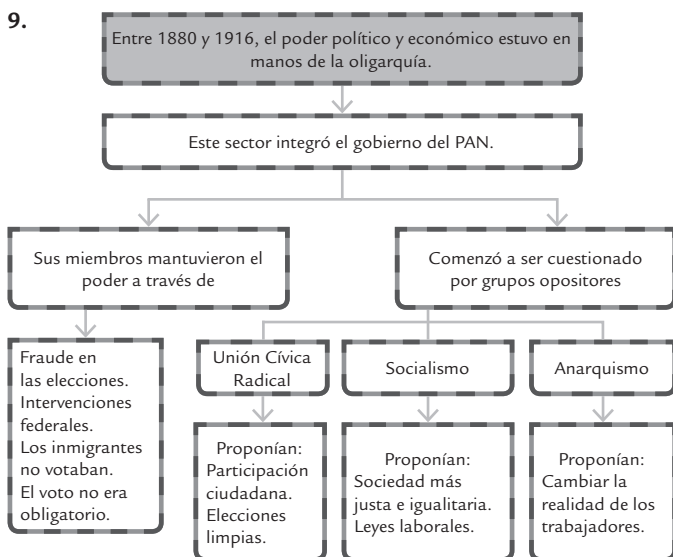 9.
Entre 1880 y 1916, el poder político y económico estuvo en
manos de la oligarquía.
Este sector integró el gobierno del PAN.
Sus miembros mantuvieron el
poder a través de
Comenzó a ser cuestionado
por grupos opositores
Fraude en
las elecciones.
Intervenciones
federales.
Los inmigrantes
no votaban.
El voto no era
obligatorio.
Unión Cívica
Radical
Socialismo
Anarquismo
Proponían:
Participación
ciudadana.
Elecciones
limpias.
Proponían:
Sociedad más
justa e igualitaria.
Leyes laborales.
Proponían:
Cambiar la
realidad de los
trabajadores.